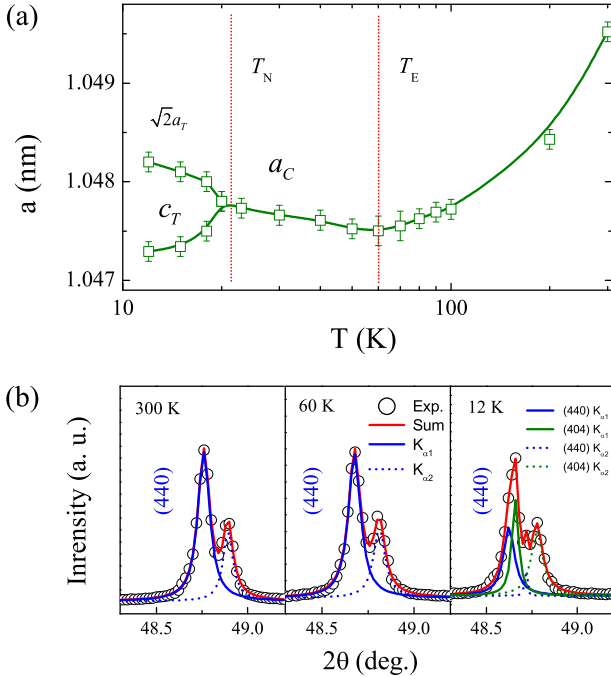 (a)
T_N
T_E
1.049
√2a_T
a_C
1.048
c_T
1.047
a (nm)
10
100
T (K)
(b)
300 K
60 K
12 K
Exp.
Sum
K_α1
K_α2
(440) K_α1
(404) K_α1
(440) K_α2
(404) K_α2
(440)
(440)
(440)
Inrensity (a. u.)
48.5
49.0
48.5
49.0
48.5
49.0
2θ (deg.)